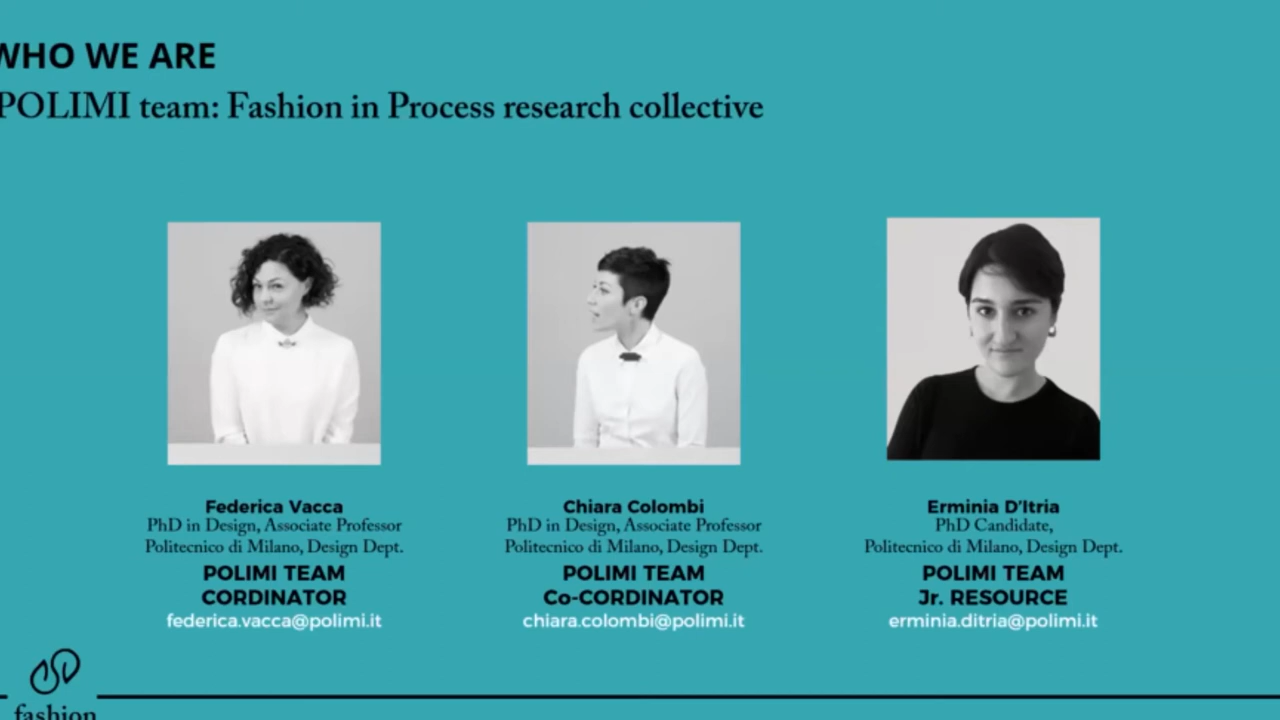 WHO WE ARE
POLIMI team: Fashion in Process research collective
Federica Vacca
PhD in Design, Associate Professor
Politecnico di Milano, Design Dept.
POLIMI TEAM
CORDINATOR
federica.vacca@polimi.it
Chiara Colombi
PhD in Design, Associate Professor
Politecnico di Milano, Design Dept.
POLIMI TEAM
Co-CORDINATOR
chiara.colombi@polimi.it
Erminia D'Itria
PhD Candidate,
Politecnico di Milano, Design Dept.
POLIMI TEAM
Jr. RESOURCE
erminia.ditria@polimi.it
fashion